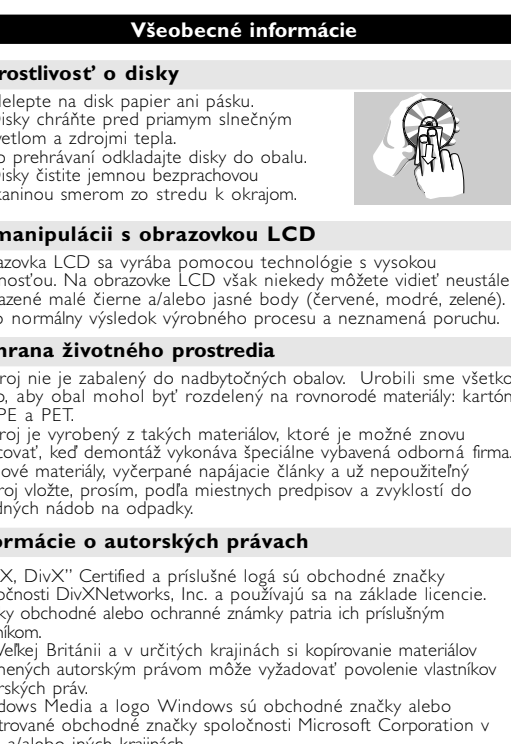 Všeobecné informácie
rostlivosť o disky
elepte na disk papier ani pásku.
isky chráňte pred priamym slnečným
vetlom a zdrojmi tepla.
o prehrávaní odkladajte disky do obalu.
isky čistite jemnou bezprachovou
kaninou smerom zo stredu k okrajom.
manipulácii s obrazovkou LCD
azovka LCD sa vyrába pomocou technológie s vysokou
nosťou. Na obrazovke LCD však niekedy môžete vidieť neustále
azené malé čierne a/alebo jasné body (červené, modré, zelené).
o normálny výsledok výrobného procesu a neznamená poruchu.
hrana životného prostredia
roj nie je zabalený do nadbytočných obalov. Urobili sme všetko
o, aby obal mohol byť rozdelený na rovnorodé materiály: kartón
PE a PET.
roj je vyrobený z takých materiálov, ktoré je možné znovu
covať, keď demontáž vykonáva špeciálne vybavená odborná firma.
ové materiály, vyčerpané napájacie články a už nepoužiteľný
roj vložte, prosím, podľa miestnych predpisov a zvyklostí do
dných nádob na odpadky.
ormácie o autorských právach
X, DivX'' Certified a príslušné logá sú obchodné značky
očnosti DivXNetworks, Inc. a používajú sa na základe licencie.
ky obchodné alebo ochranné známky patria ich príslušným
níkom.
Veľkej Británii a v určitých krajinách si kopírovanie materiálov
nených autorským právom môže vyžadovať povolenie vlastníkov
rských práv.
dows Media a logo Windows sú obchodné značky alebo
trované obchodné značky spoločnosti Microsoft Corporation v
a/alebo iných krajinách.